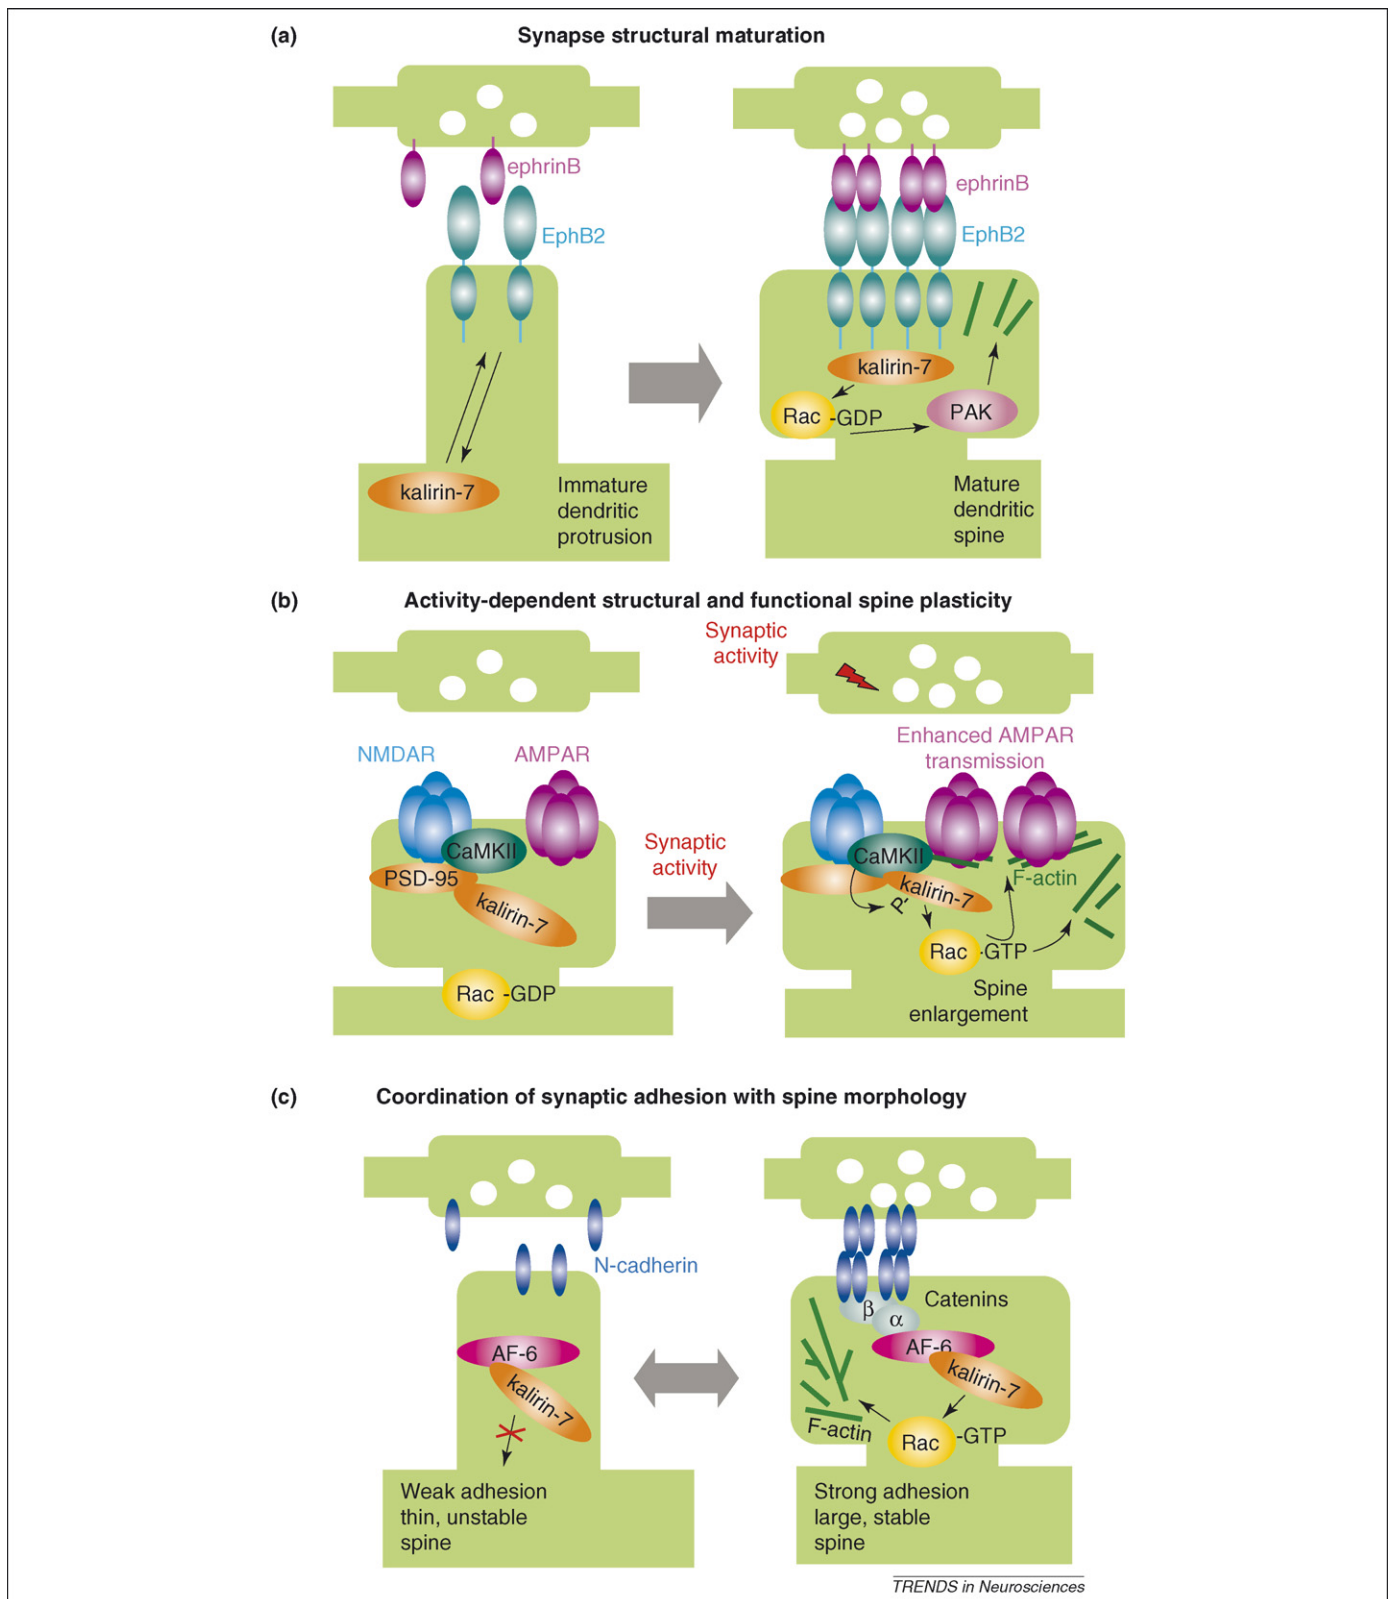 (a) Synapse structural maturation
ephrinB
EphB2
kalirin-7
Immature
dendritic
protrusion
ephrinB
EphB2
kalirin-7
Rac -GDP
PAK
Mature
dendritic
spine
(b) Activity-dependent structural and functional spine plasticity
NMDAR
AMPAR
CaMKII
PSD-95
kalirin-7
Rac -GDP
Synaptic
activity
Synaptic
activity
Enhanced AMPAR
transmission
CaMKII
kalirin-7
P-
F-actin
Rac -GTP
Spine
enlargement
(c) Coordination of synaptic adhesion with spine morphology
N-cadherin
AF-6
kalirin-7
Weak adhesion
thin, unstable
spine
β
α
Catenins
AF-6
kalirin-7
F-actin
Rac -GTP
Strong adhesion
large, stable
spine
TRENDS in Neurosciences